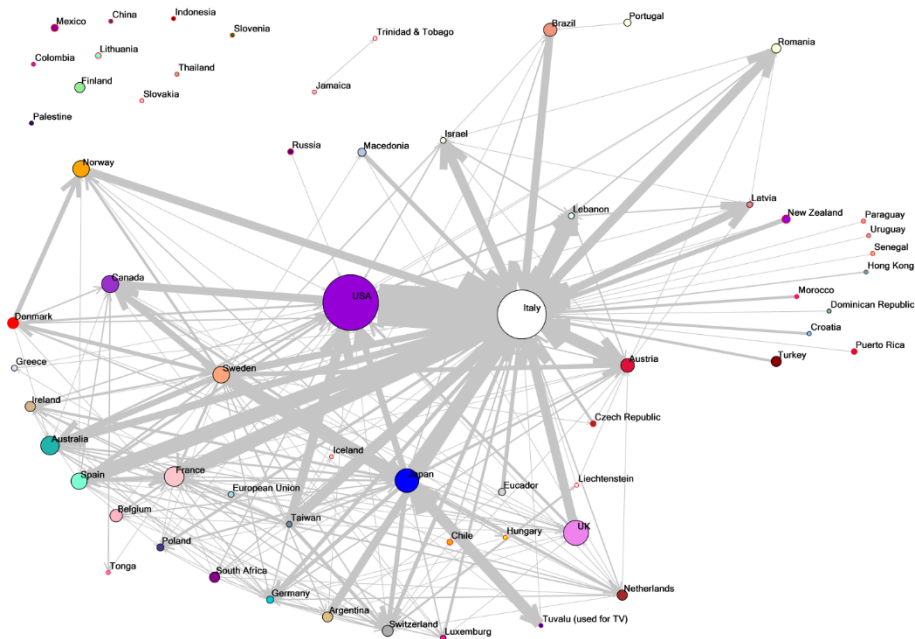 Mexico
China
Indonesia
Slovenia
Trinidad & Tobago
Brazil
Portugal
Romania
Colombia
Lithuania
Thailand
Finland
Slovakia
Jamaica
Palestine
Russia
Macedonia
Israel
Norway
Lebanon
Latvia
New Zealand
Paraguay
Uruguay
Senegal
Hong Kong
Canada
USA
Italy
Morocco
Dominican Republic
Denmark
Croatia
Puerto Rica
Greece
Sweden
Austria
Turkey
Ireland
Czech Republic
Australia
Iceland
Spain
France
European Union
Japan
Eucador
Liechtenstein
Belgium
Taiwan
Poland
Chile
Hungary
UK
Tonga
South Africa
Germany
Netherlands
Argentina
Switzerland
Luxemburg
Tuvalu (used for TV)